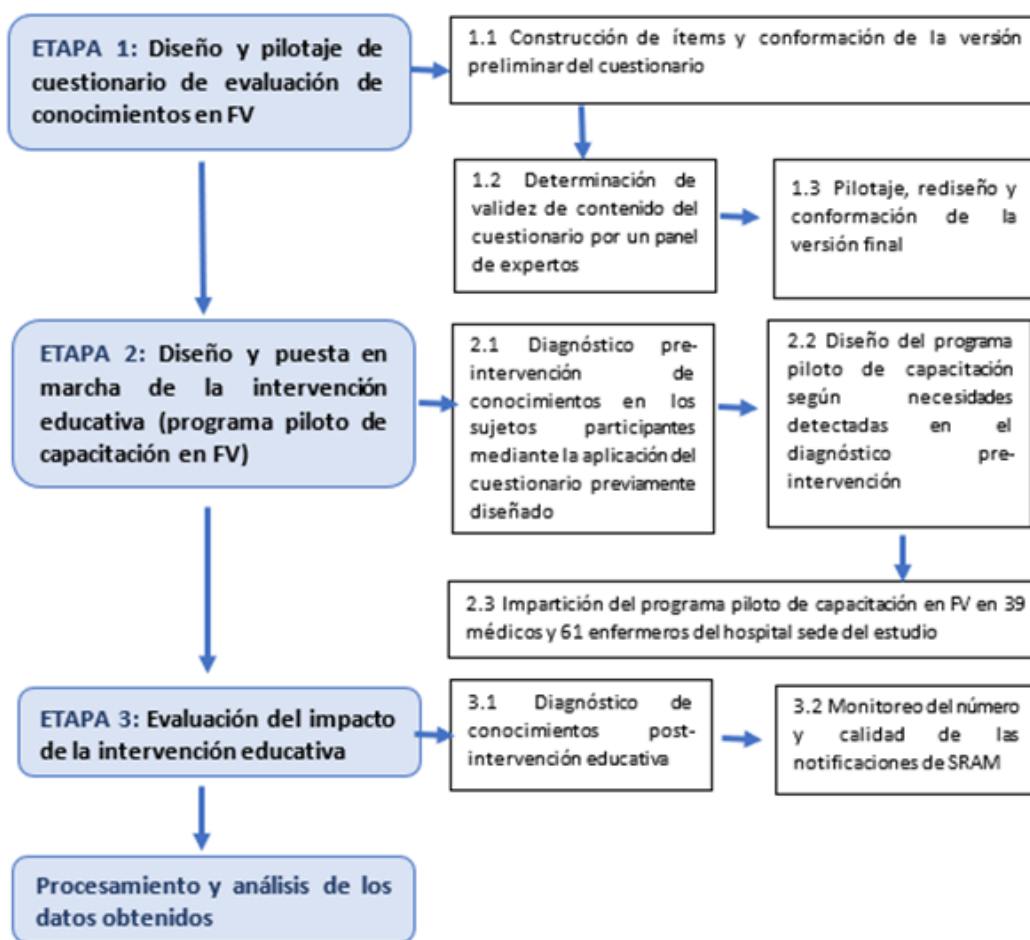 ETAPA 1: Diseño y pilotaje de
cuestionario de evaluación de
conocimientos en FV
1.1 Construcción de ítems y conformación de la versión
preliminar del cuestionario
1.2 Determinación de
validez de contenido del
cuestionario por un panel
de expertos
1.3 Pilotaje, rediseño y
conformación de la
versión final
ETAPA 2: Diseño y puesta en
marcha de la intervención
educativa (programa piloto de
capacitación en FV)
2.1 Diagnóstico pre-
intervención de
conocimientos en los
sujetos participantes
mediante la aplicación del
cuestionario previamente
diseñado
2.2 Diseño del programa
piloto de capacitación
según necesidades
detectadas en el
diagnóstico pre-
intervención
2.3 Impartición del programa piloto de capacitación en FV en 39
médicos y 61 enfermeros del hospital sede del estudio
ETAPA 3: Evaluación del impacto
de la intervención educativa
3.1 Diagnóstico de
conocimientos post-
intervención educativa
3.2 Monitoreo del número
y calidad de las
notificaciones de SRAM
Procesamiento y análisis de los
datos obtenidos